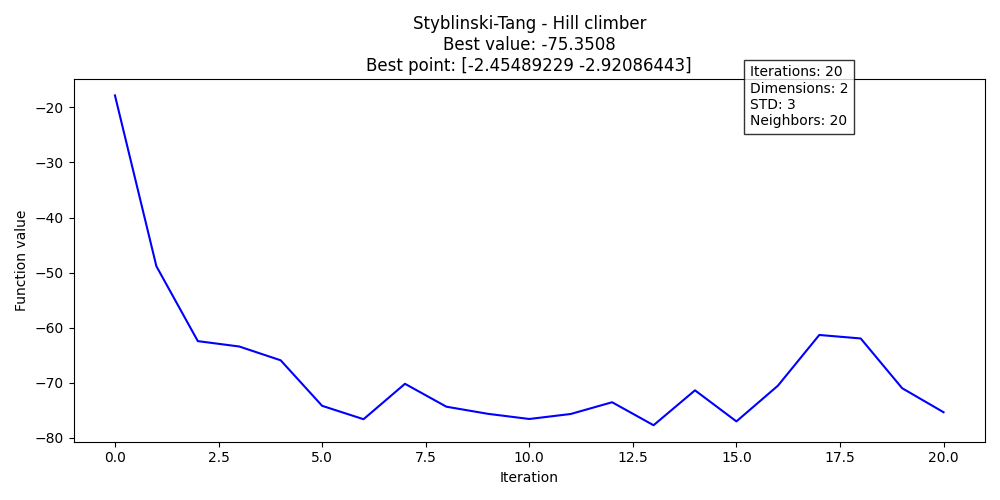 Styblinski-Tang - Hill climber
Best value: -75.3508
Best point: [-2.45489229 -2.92086443]
Iterations: 20
Dimensions: 2
STD: 3
Neighbors: 20
−20
−30
−40
−50
−60
−70
−80
Function value
0.0 2.5 5.0 7.5 10.0 12.5 15.0 17.5 20.0
Iteration